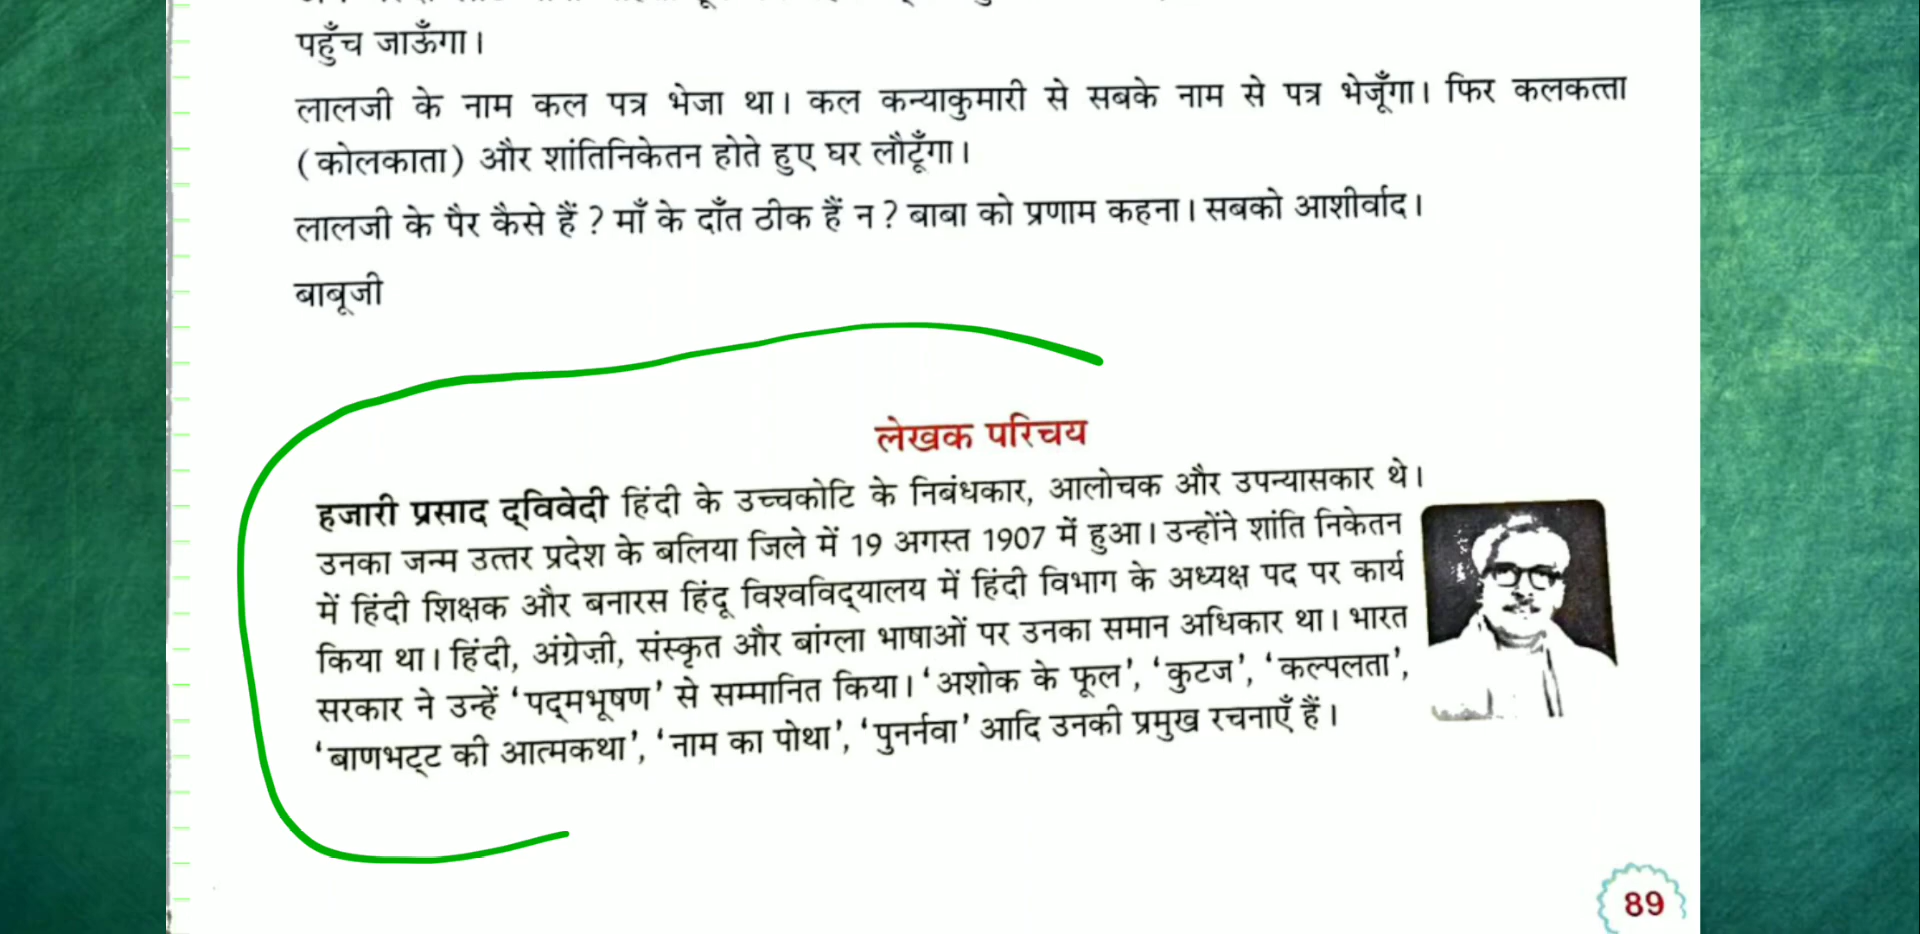 पहुँच जाऊँगा।
लालजी के नाम कल पत्र भेजा था। कल कन्याकुमारी से सबके नाम से पत्र भेजूँगा। फिर कलकत्ता
(कोलकाता) और शांतिनिकेतन होते हुए घर लौटूँगा।
लालजी के पैर कैसे हैं ? माँ के दाँत ठीक हैं न ? बाबा को प्रणाम कहना। सबको आशीर्वाद।
बाबूजी
लेखक परिचय
हजारी प्रसाद द्‌विवेदी हिंदी के उच्चकोटि के निबंधकार, आलोचक और उपन्यासकार थे।
उनका जन्म उत्तर प्रदेश के बलिया जिले में 19 अगस्त 1907 में हुआ। उन्होंने शांति निकेतन
में हिंदी शिक्षक और बनारस हिंदू विश्वविद्‌यालय में हिंदी विभाग के अध्यक्ष पद पर कार्य
किया था। हिंदी, अंग्रेज़ी, संस्कृत और बांग्ला भाषाओं पर उनका समान अधिकार था। भारत
सरकार ने उन्हें ‘पद्‌मभूषण’ से सम्मानित किया। ‘अशोक के फूल’, ‘कुटज’, ‘कल्पलता’,
‘बाणभट्‌ट की आत्मकथा’, ‘नाम का पोथा’, ‘पुनर्नवा’ आदि उनकी प्रमुख रचनाएँ हैं।
89